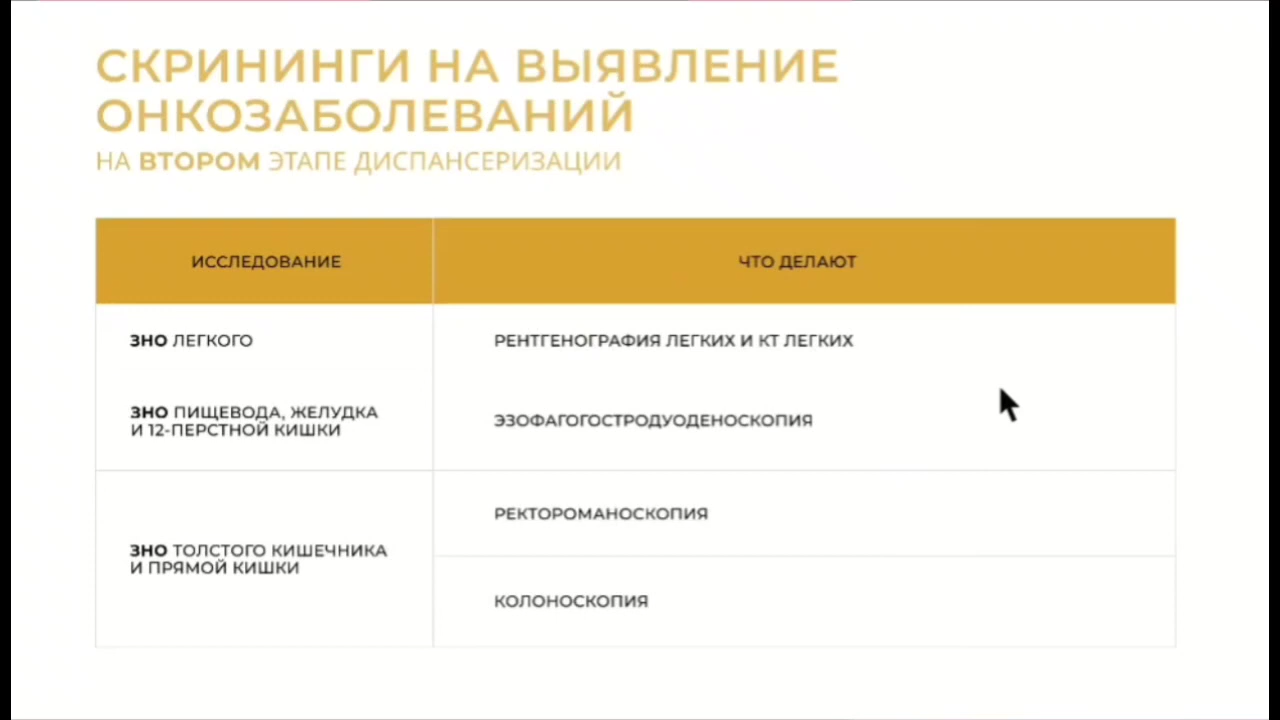 СКРИНИНГИ НА ВЫЯВЛЕНИЕ
ОНКОЗАБОЛЕВАНИЙ
НА ВТОРОМ ЭТАПЕ ДИСПАНСЕРИЗАЦИИ
ИССЛЕДОВАНИЕ
ЧТО ДЕЛАЮТ
ЗНО ЛЕГКОГО
РЕНТГЕНОГРАФИЯ ЛЕГКИХ И КТ ЛЕГКИХ
ЗНО ПИЩЕВОДА, ЖЕЛУДКА
И 12-ПЕРСТНОЙ КИШКИ
ЭЗОФАГОГОСТРОДУОДЕНОСКОПИЯ
ЗНО ТОЛСТОГО КИШЕЧНИКА
И ПРЯМОЙ КИШКИ
РЕКТОРОМАНОСКОПИЯ
КОЛОНОСКОПИЯ